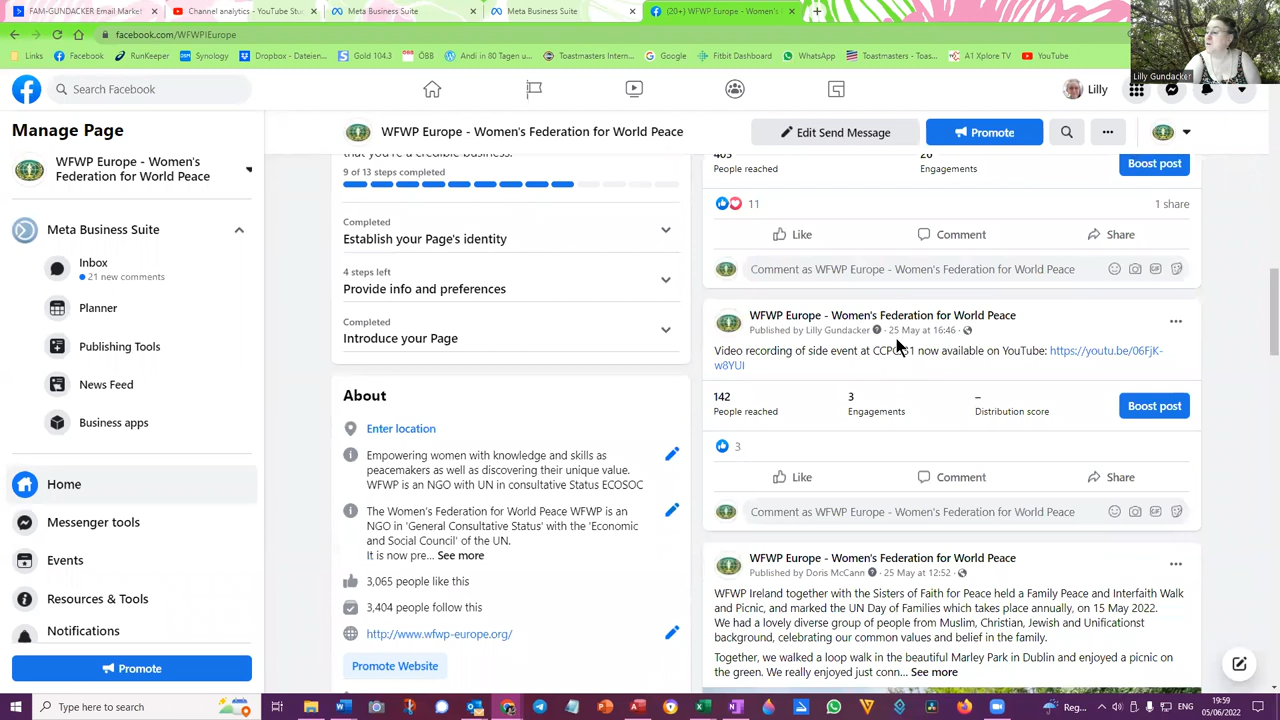 FAM-GUNDACKER Email Market
Channel analytics - YouTube Stu
Meta Business Suite
Meta Business Suite
(20+) WFWP Europe - Women's
facebook.com/WFWPIEurope
Links
Facebook
RunKeeper
Synology
Dropbox - Dateien...
Gold 104.3
ÖBB
Andi in 80 Tagen u...
Toastmasters Intern...
Google
Fitbit Dashboard
WhatsApp
Toastmasters - Toas...
A1 Xplore TV
YouTube
Lilly Gundacker
Search Facebook
Lilly
Manage Page
WFWP Europe - Women's
Federation for World Peace
Meta Business Suite
Inbox
21 new comments
Planner
Publishing Tools
News Feed
Business apps
Home
Messenger tools
Events
Resources & Tools
Notifications
Promote
WFWP Europe - Women's Federation for World Peace
Edit Send Message
Promote
that you're a credible business.
9 of 13 steps completed
Completed
Establish your Page's identity
4 steps left
Provide info and preferences
Completed
Introduce your Page
About
Enter location
Empowering women with knowledge and skills as
peacemakers as well as discovering their unique value.
WFWP is an NGO with UN in consultative Status ECOSOC
The Women's Federation for World Peace WFWP is an
NGO in 'General Consultative Status' with the 'Economic
and Social Council of the UN.
It is now pre... See more
3,065 people like this
3,404 people follow this
http://www.wfwp-europe.org/
Promote Website
People reached
Engagements
Boost post
11
1 share
Like
Comment
Share
Comment as WFWP Europe - Women's Federation for World Peace
WFWP Europe - Women's Federation for World Peace
Published by Lilly Gundacker · 25 May at 16:46 ·
Video recording of side event at now available on YouTube: https://youtu.be/06FjK-
w8YUI
142
People reached
3
Engagements
–
Distribution score
Boost post
3
Like
Comment
Share
Comment as WFWP Europe - Women's Federation for World Peace
WFWP Europe - Women's Federation for World Peace
Published by Doris McCann · 25 May at 12:52 ·
WFWP Ireland together with the Sisters of Faith for Peace held a Family Peace and Interfaith Walk
and Picnic, and marked the UN Day of Families which takes place annually, on 15 May 2022.
We had a lovely diverse group of people from Muslim, Christian, Jewish and Unificationst
background, celebrating our common values and belief in the family.
Together, we walked a loop walk in the beautiful Marley Park in Dublin and enjoyed a picnic on
the green. We really enjoyed just conn... See more
Type here to search
Reg...
19:59
05/06/2022